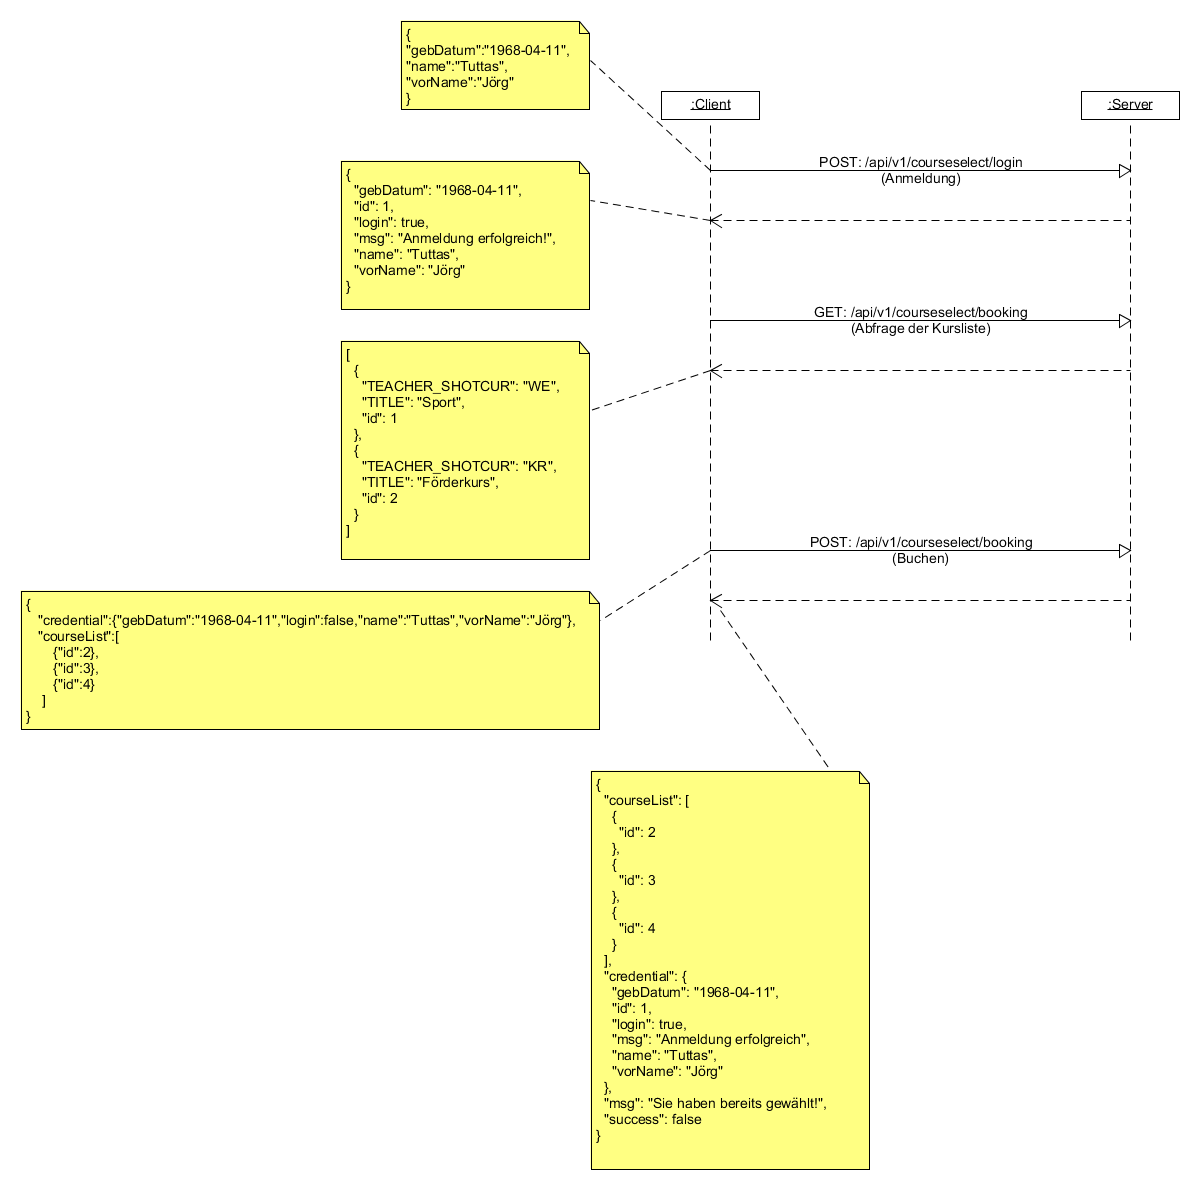 {
"gebDatum":"1968-04-11",
"name":"Tuttas",
"vorName":"Jörg"
}
:Client
:Server
POST: /api/v1/courseselect/login
(Anmeldung)
{
"gebDatum": "1968-04-11",
"id": 1,
"login": true,
"msg": "Anmeldung erfolgreich!",
"name": "Tuttas",
"vorName": "Jörg"
}
GET: /api/v1/courseselect/booking
(Abfrage der Kursliste)
[
{
"TEACHER_SHOTCUR": "WE",
"TITLE": "Sport",
"id": 1
},
{
"TEACHER_SHOTCUR": "KR",
"TITLE": "Förderkurs",
"id": 2
}
]
POST: /api/v1/courseselect/booking
(Buchen)
{
"credential":{"gebDatum":"1968-04-11","login":false,"name":"Tuttas","vorName":"Jörg"},
"courseList":[
{"id":2},
{"id":3},
{"id":4}
]
}
{
"courseList": [
{
"id": 2
},
{
"id": 3
},
{
"id": 4
}
],
"credential": {
"gebDatum": "1968-04-11",
"id": 1,
"login": true,
"msg": "Anmeldung erfolgreich",
"name": "Tuttas",
"vorName": "Jörg"
},
"msg": "Sie haben bereits gewählt!",
"success": false
}